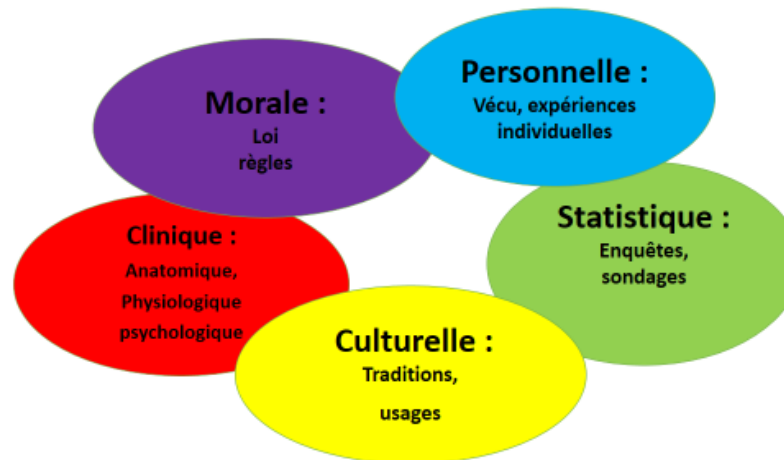 Morale :
Loi
règles
Personnelle :
Vécu, expériences
individuelles
Clinique :
Anatomique,
Physiologique
psychologique
Statistique :
Enquêtes,
sondages
Culturelle :
Traditions,
usages